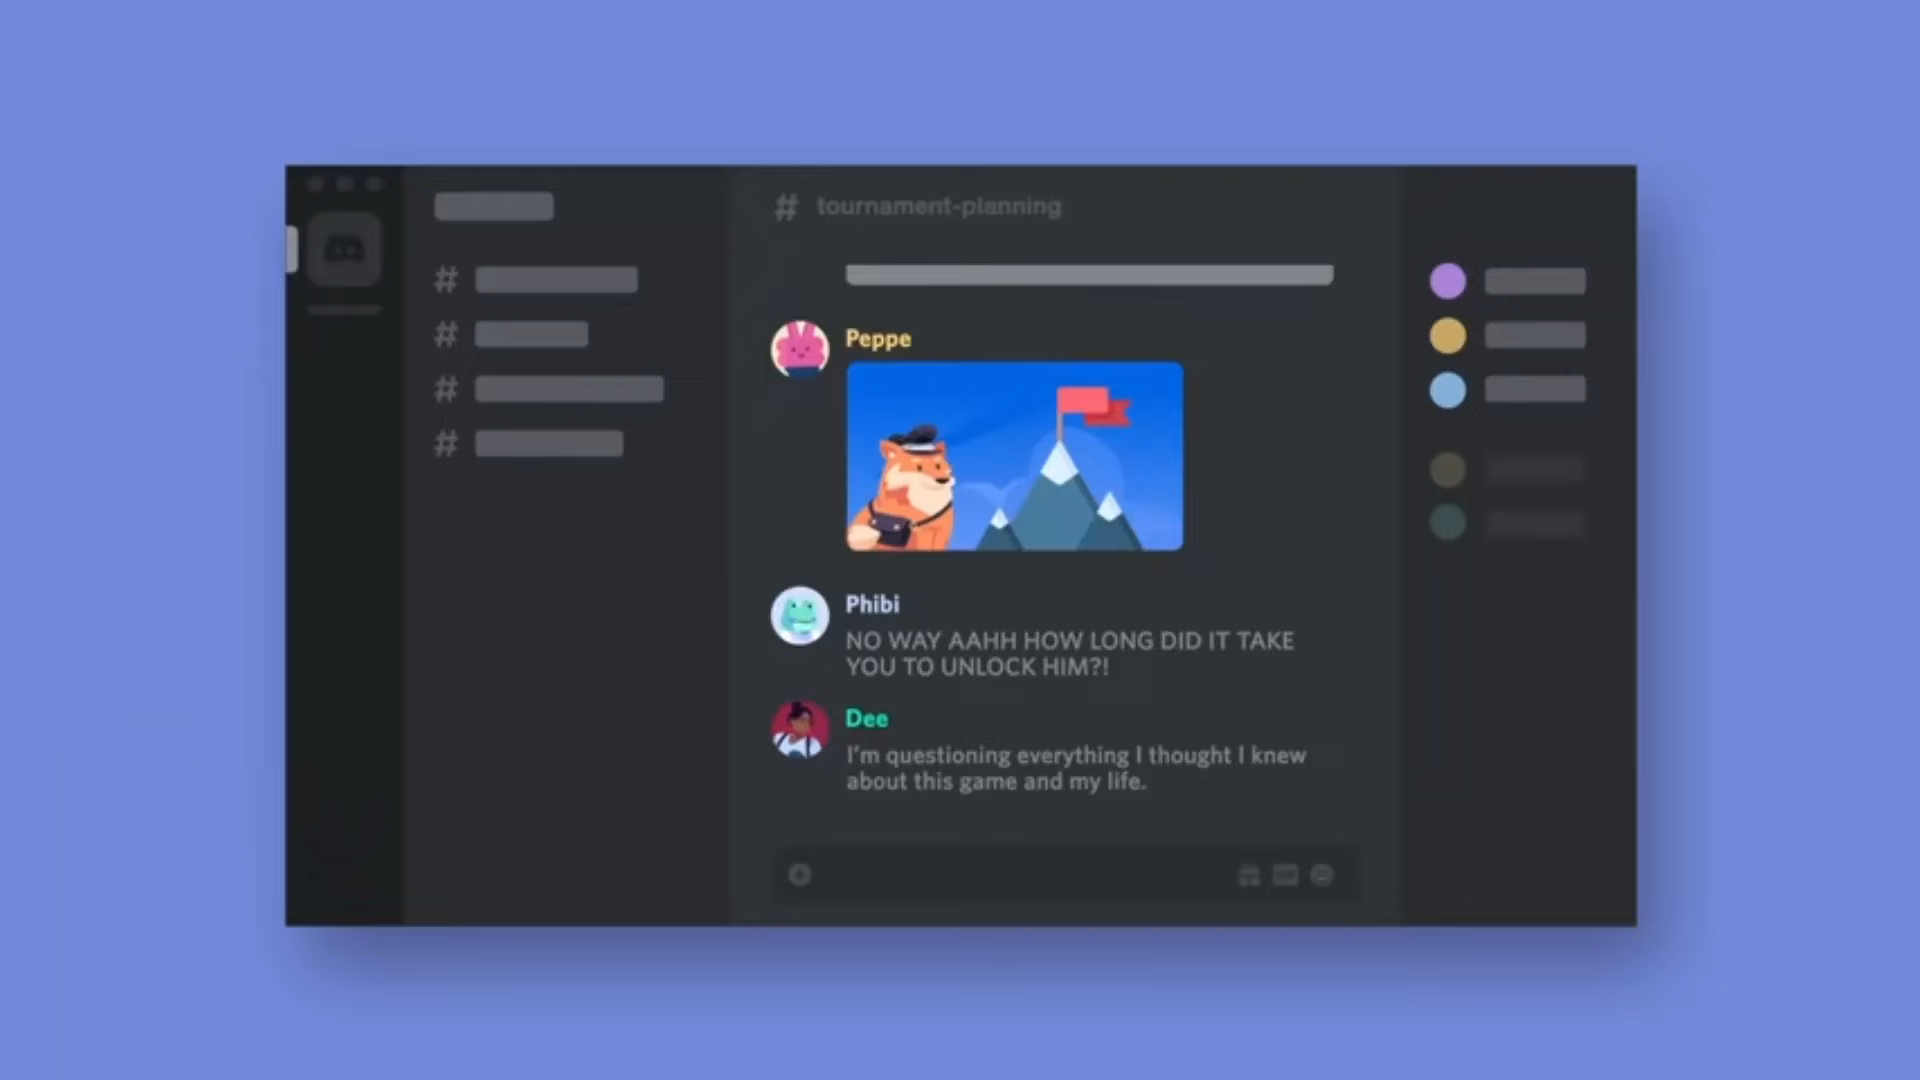 # tournament-planning
#
#
#
#
Peppe
Phibi
NO WAY AAHH HOW LONG DID IT TAKE
YOU TO UNLOCK HIM?!
Dee
I'm questioning everything I thought I knew
about this game and my life.